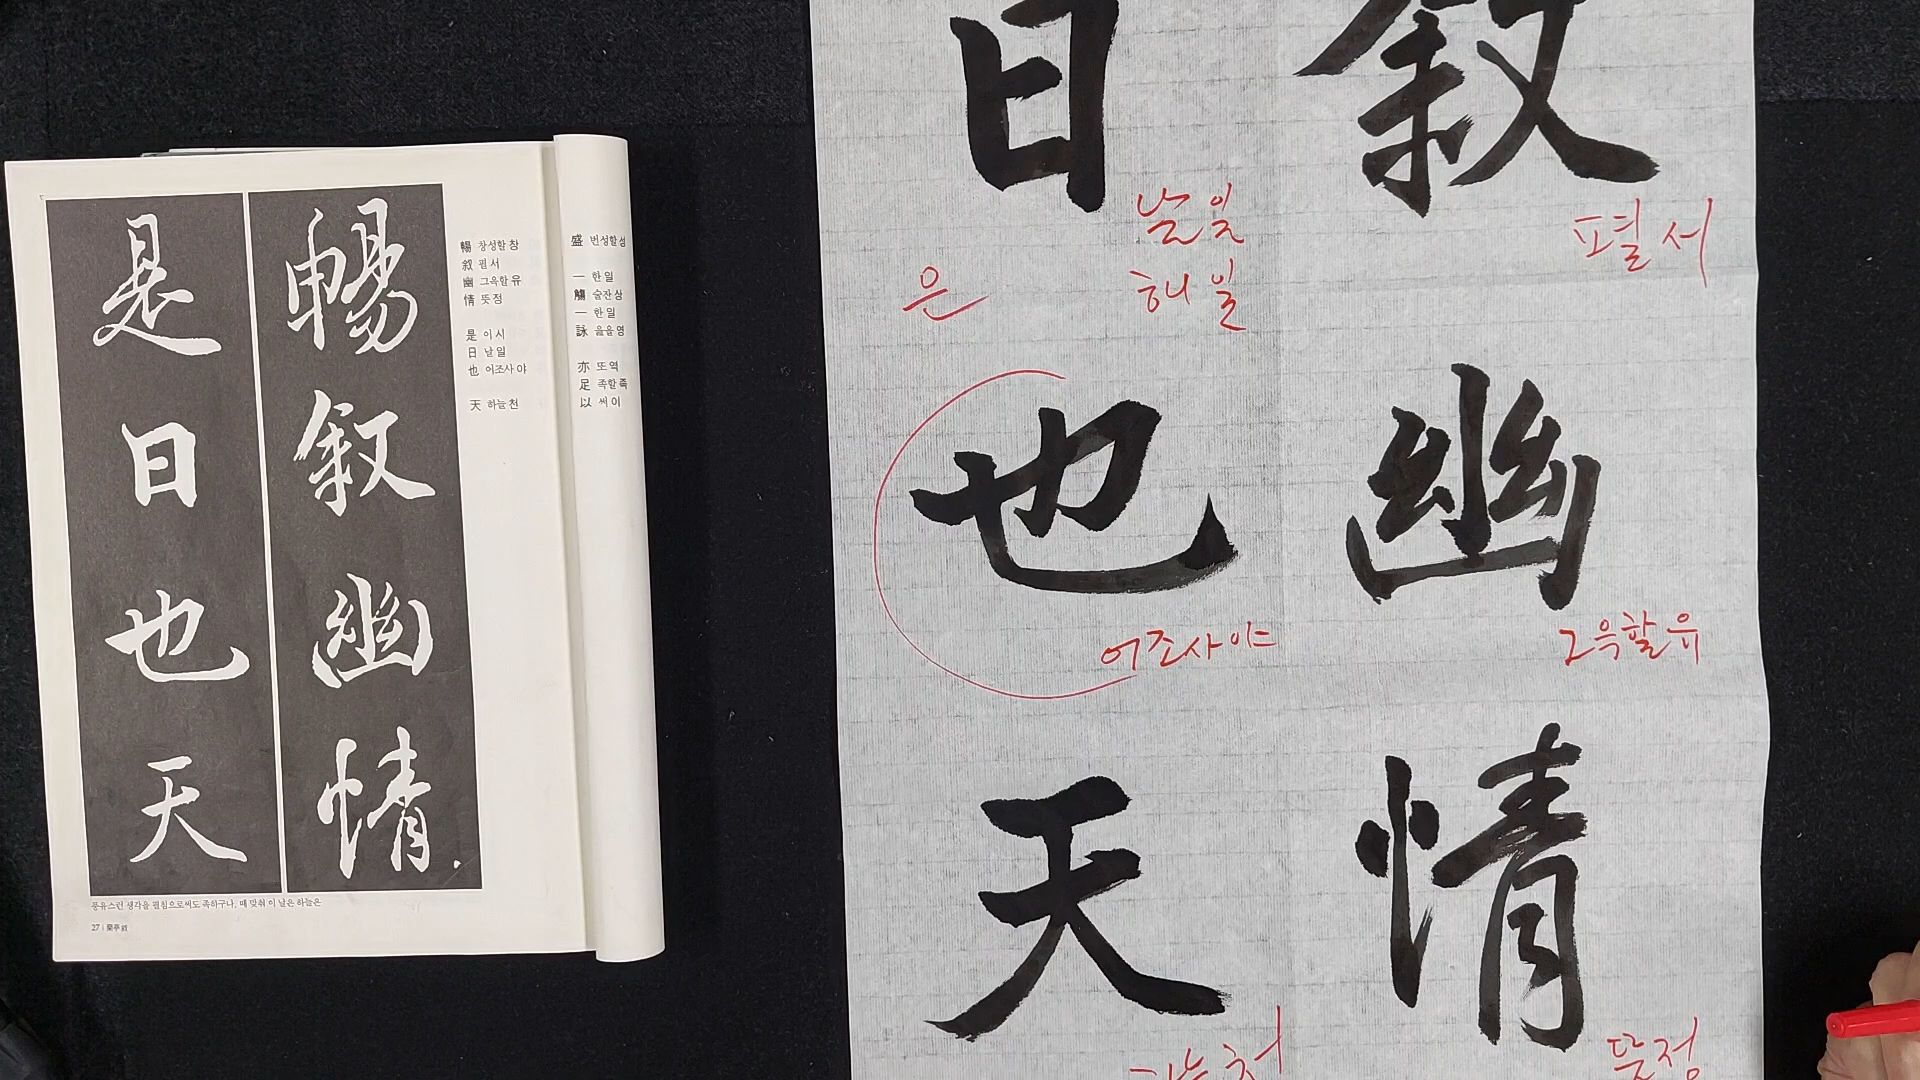 暢敘幽情
是日也天
暢 창성할 창
敘 펼 서
幽 그윽할 유
情 뜻 정
是 이 시
日 날 일
也 어조사 야
天 하늘 천
盛 번성할 성
一 한 일
觴 술잔 상
一 한 일
詠 읊을 영
亦 또 역
足 족할 족
以 써 이
풍유스런 생각을 펼침으로써도 족하구나. 때 맞춰 이 날은 하늘은
27 | 蘭亭敍
敘
펼 서
幽
그윽할 유
情
뜻 정
日
날 일
해 일
은
也
어조사 야
天